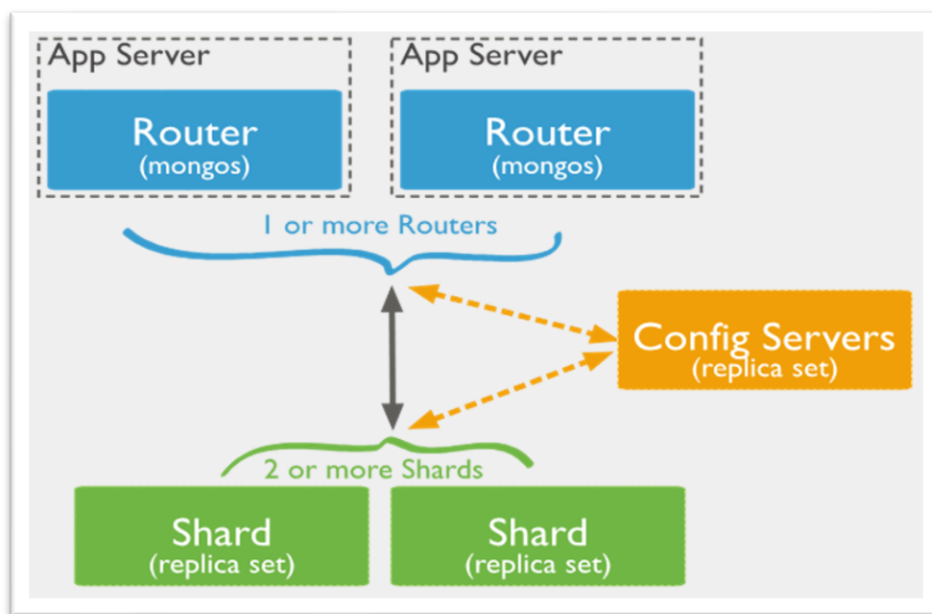 App Server
App Server
Router
(mongos)
Router
(mongos)
1 or more Routers
Config Servers
(replica set)
2 or more Shards
Shard
(replica set)
Shard
(replica set)